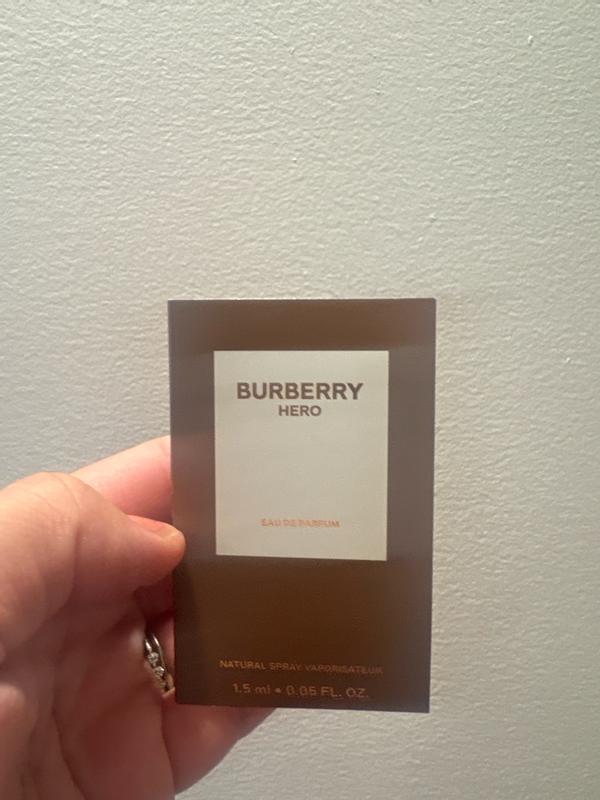 BURBERRY
HERO
EAU DE PARFUM
NATURAL SPRAY VAPORISATEUR
1.5 ml • 0.05 FL. OZ.